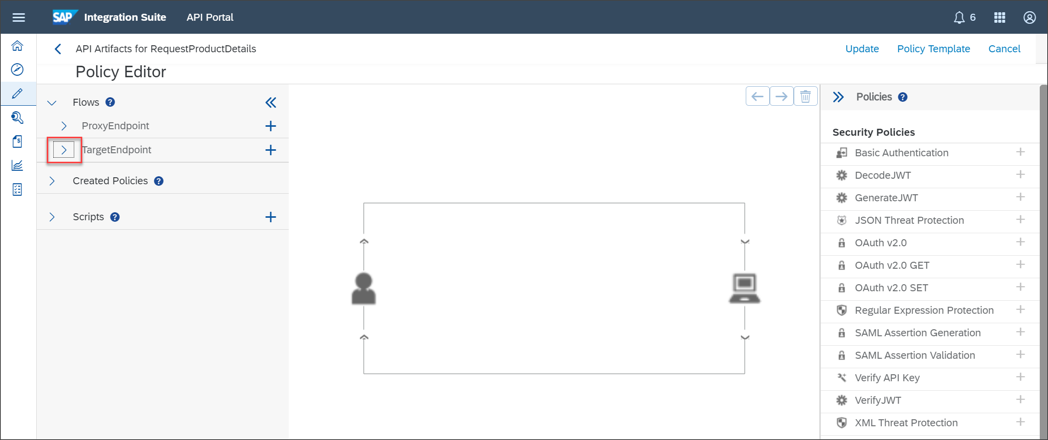 SAP Integration Suite API Portal 6
API Artifacts for RequestProductDetails Update Policy Template Cancel
Policy Editor
Flows ?
ProxyEndpoint
TargetEndpoint
Created Policies ?
Scripts ?
Policies ?
Security Policies
Basic Authentication
DecodeJWT
GenerateJWT
JSON Threat Protection
OAuth v2.0
OAuth v2.0 GET
OAuth v2.0 SET
Regular Expression Protection
SAML Assertion Generation
SAML Assertion Validation
Verify API Key
VerifyJWT
XML Threat Protection